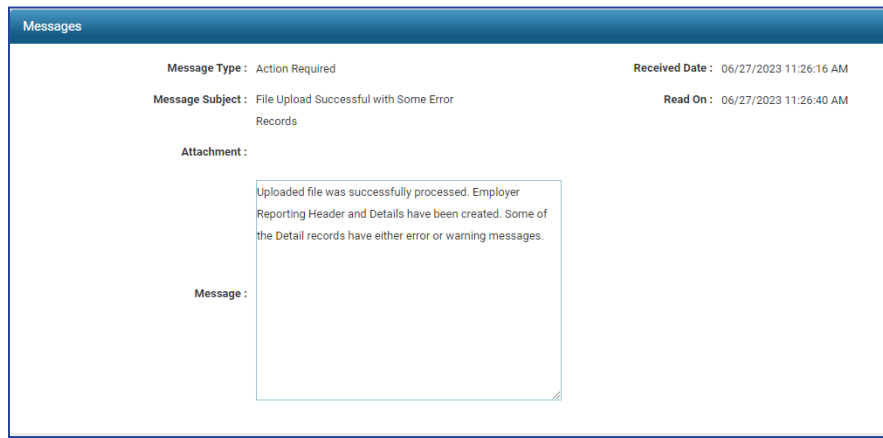 Messages
Message Type : Action Required
Received Date : 06/27/2023 11:26:16 AM
Message Subject : File Upload Successful with Some Error
Records
Read On : 06/27/2023 11:26:40 AM
Attachment :
Message :
Uploaded file was successfully processed. Employer
Reporting Header and Details have been created. Some of
the Detail records have either error or warning messages.